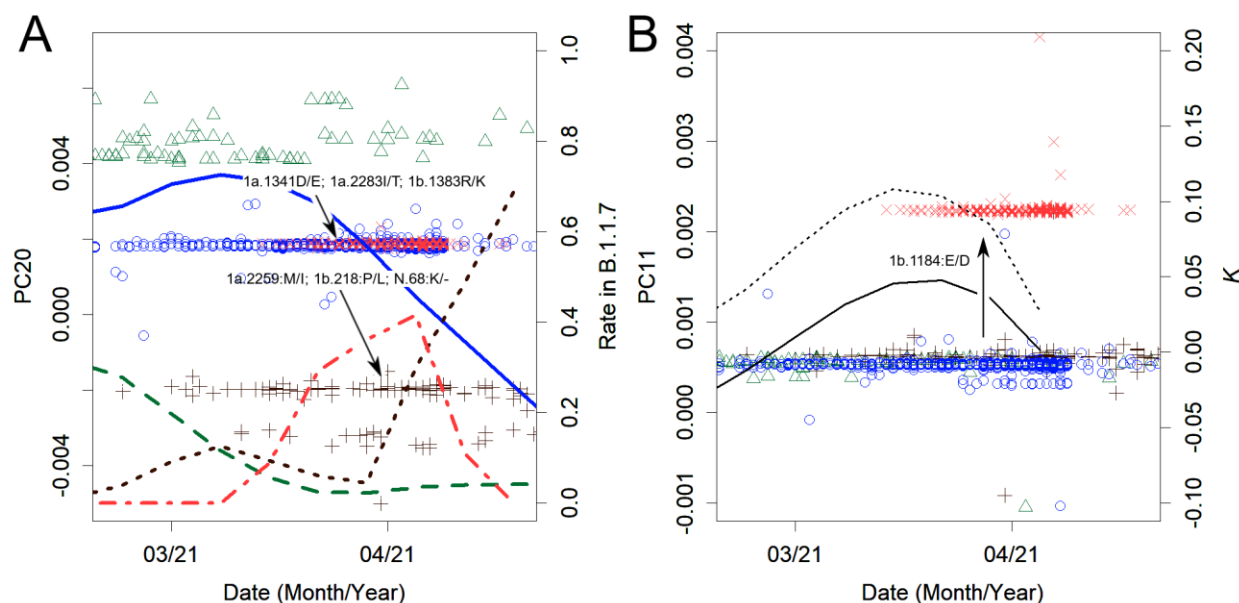 A
B
1.0
0.8
0.6
0.4
0.2
0.0
Rate in B.1.1.7
0.004
0.000
-0.004
PC20
1a.1341D/E; 1a.2283I/T; 1b.1383R/K
1a.2259:M/I; 1b.218:P/L; N.68:K/-
03/21
04/21
Date (Month/Year)
0.004
0.003
0.002
0.001
0.000
-0.001
PC11
1b.1184:E/D
0.20
0.15
0.10
0.05
0.00
-0.05
-0.10
K
03/21
04/21
Date (Month/Year)